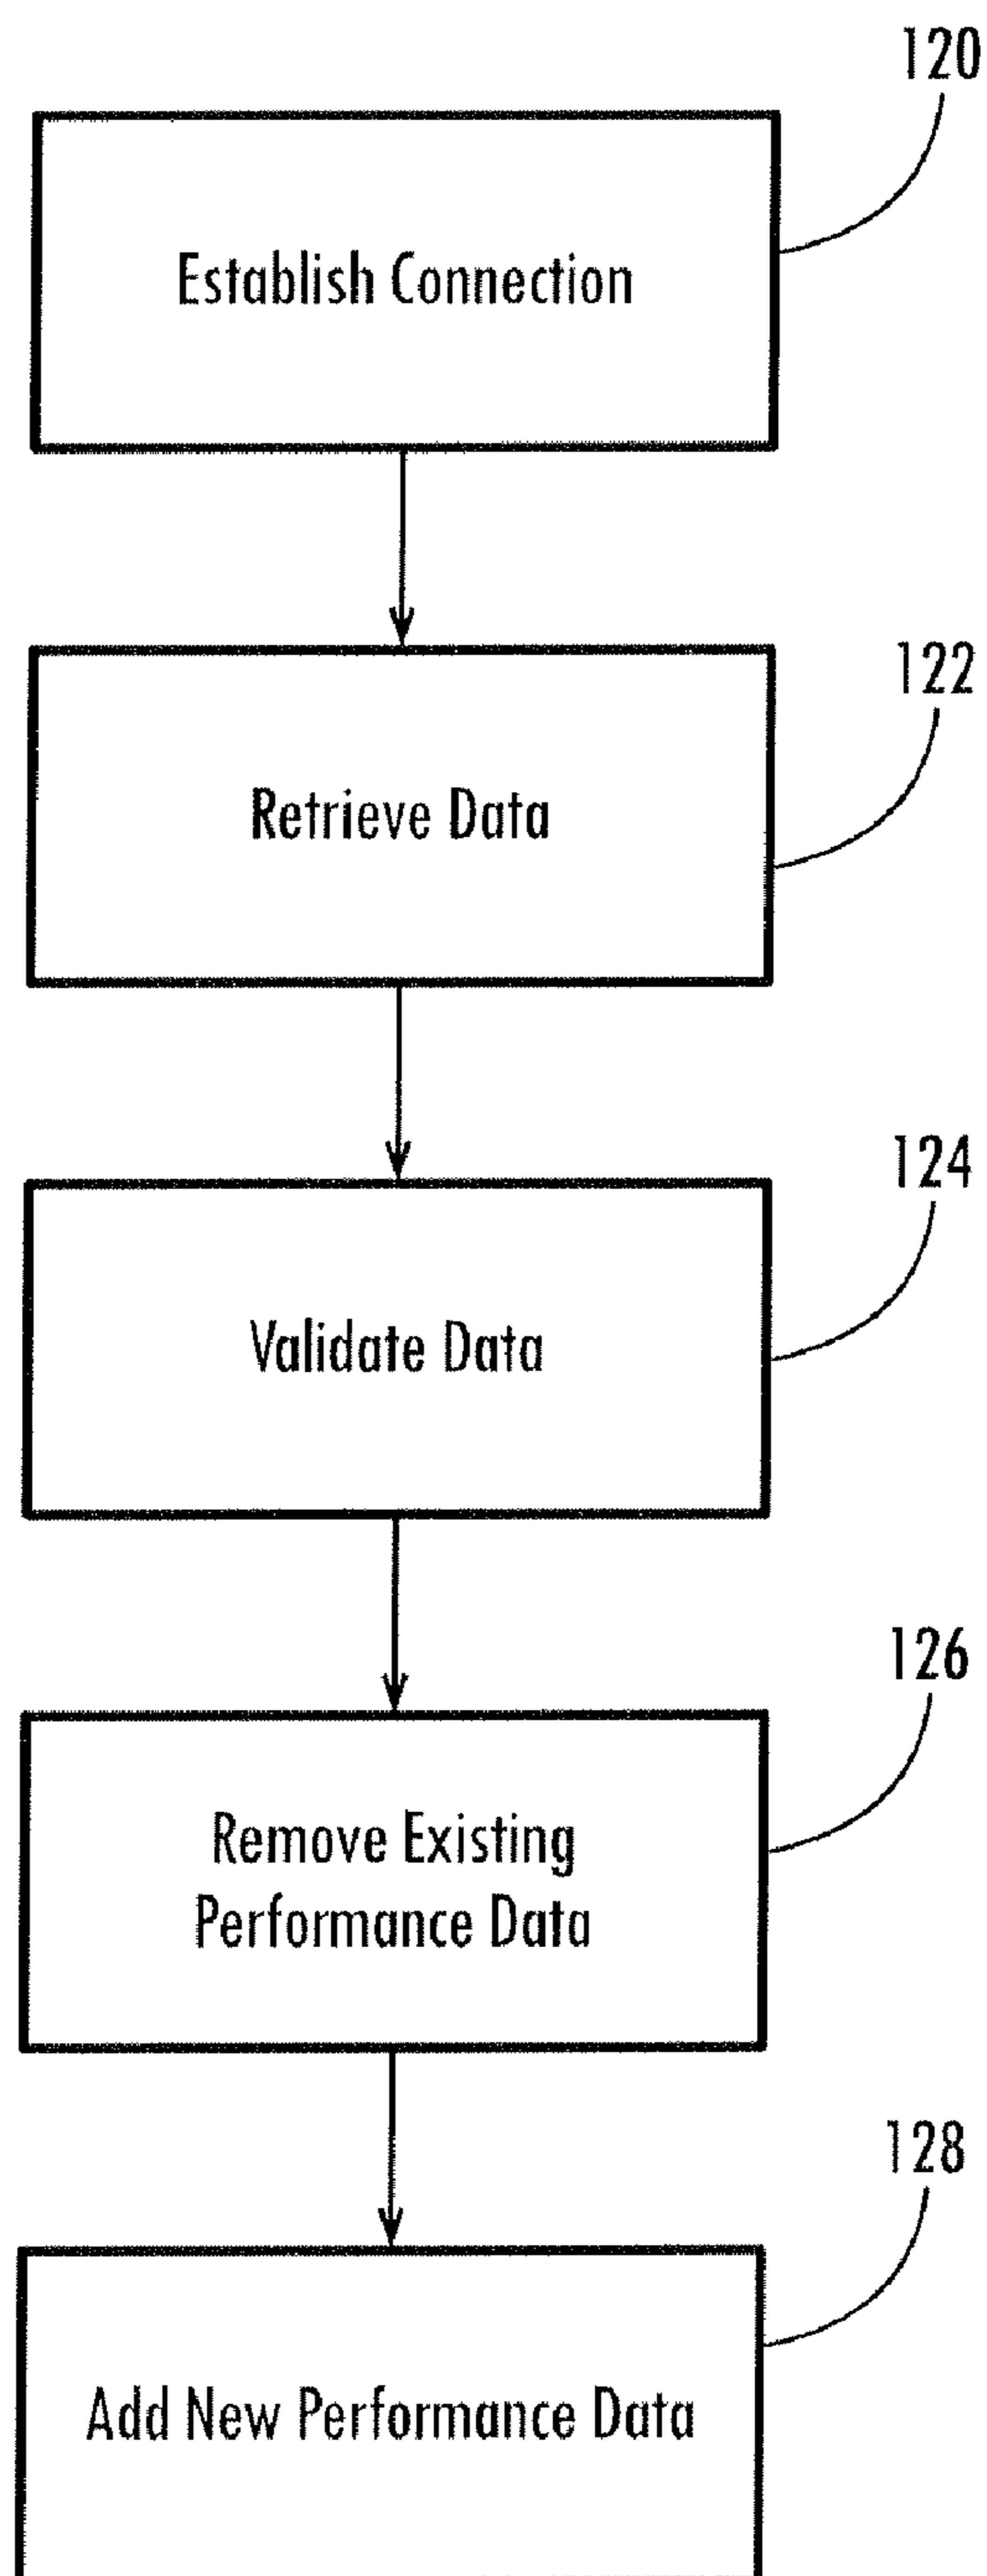 120
Establish Connection
122
Retrieve Data
124
Validate Data
126
Remove Existing
Performance Data
128
Add New Performance Data